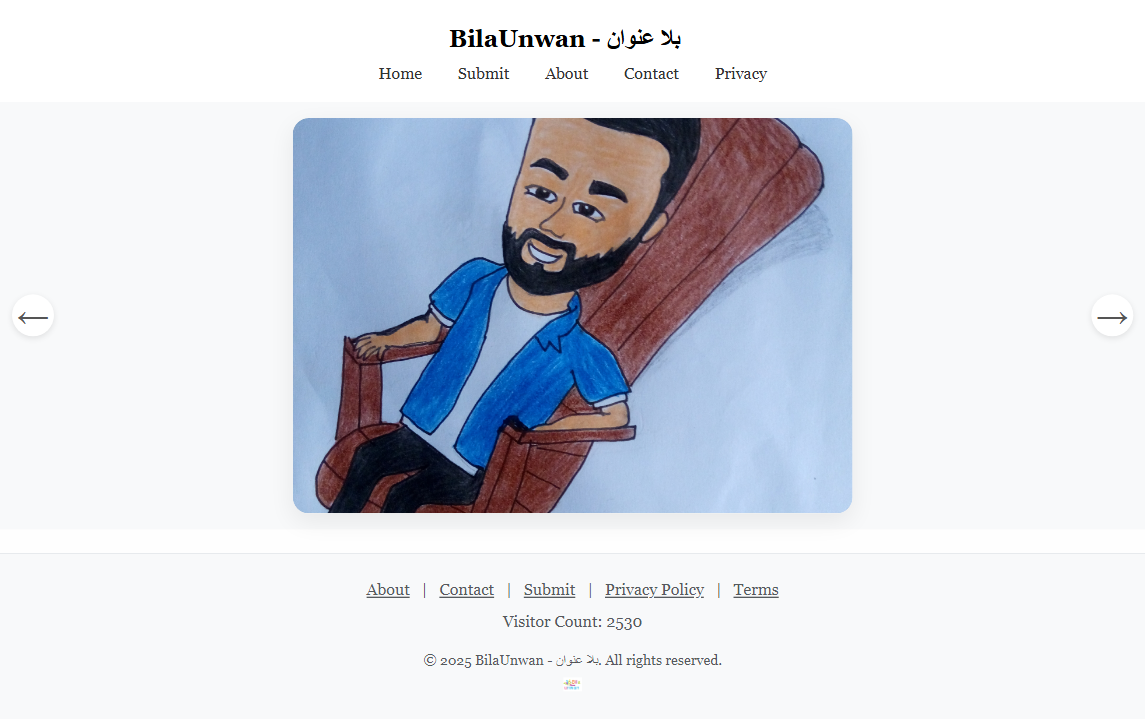 BilaUnwan - بلا عنوان
Home Submit About Contact Privacy
←
→
About | Contact | Submit | Privacy Policy | Terms
Visitor Count: 2530
© 2025 BilaUnwan - بلا عنوان. All rights reserved.